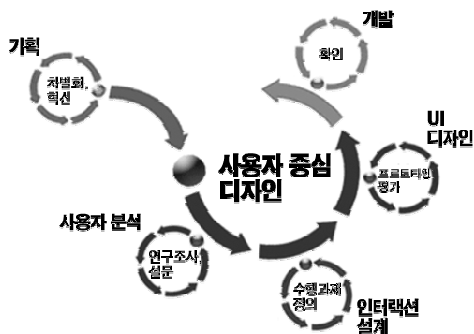 개발
확인
기획
차별화,
혁신
UI
디자인
프로토타입
평가
사용자 중심
디자인
사용자 분석
연구조사,
설문
수행과제
정의
인터랙션
설계